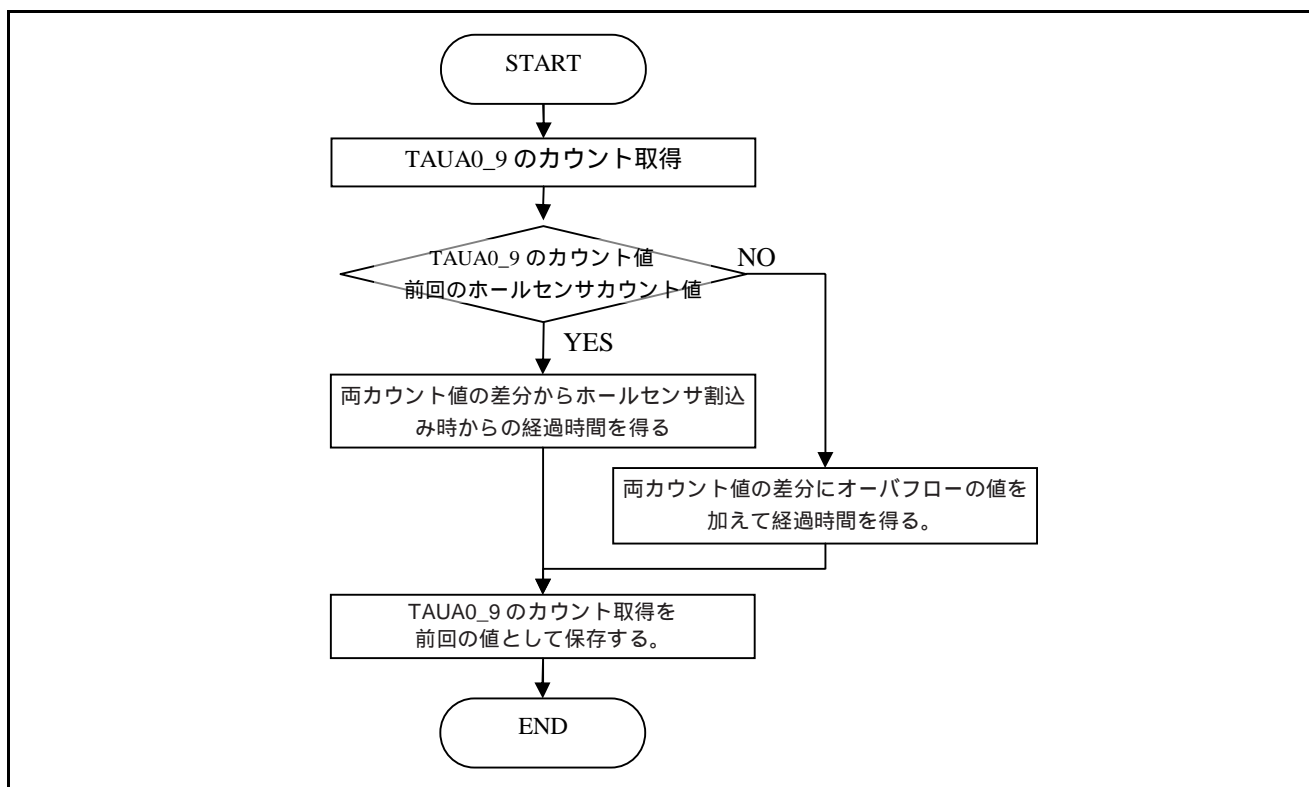 START
TAUA0_9 のカウント取得
TAUA0_9 のカウント値
前回のホールセンサカウント値
NO
YES
両カウント値の差分からホールセンサ割込
み時からの経過時間を得る
両カウント値の差分にオーバフローの値を
加えて経過時間を得る。
TAUA0_9 のカウント取得を
前回の値として保存する。
END